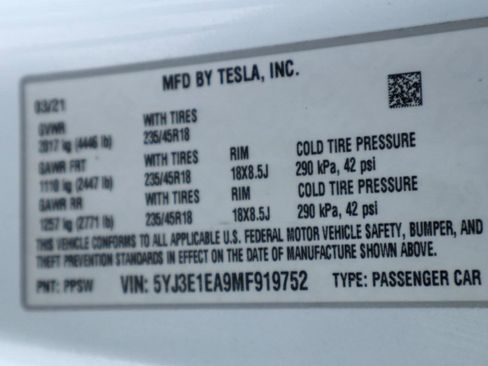 MFD BY TESLA, INC.
03/21
GVWR WITH TIRES
2017 kg (4446 lb) 235/45R18
GAWR FRT WITH TIRES RIM COLD TIRE PRESSURE
1110 kg (2447 lb) 235/45R18 18X8.5J 290 kPa, 42 psi
GAWR RR WITH TIRES RIM COLD TIRE PRESSURE
1257 kg (2771 lb) 235/45R18 18X8.5J 290 kPa, 42 psi
THIS VEHICLE CONFORMS TO ALL APPLICABLE U.S. FEDERAL MOTOR VEHICLE SAFETY, BUMPER, AND
THEFT PREVENTION STANDARDS IN EFFECT ON THE DATE OF MANUFACTURE SHOWN ABOVE.
PNT: PPSW VIN: 5YJ3E1EA9MF919752 TYPE: PASSENGER CAR